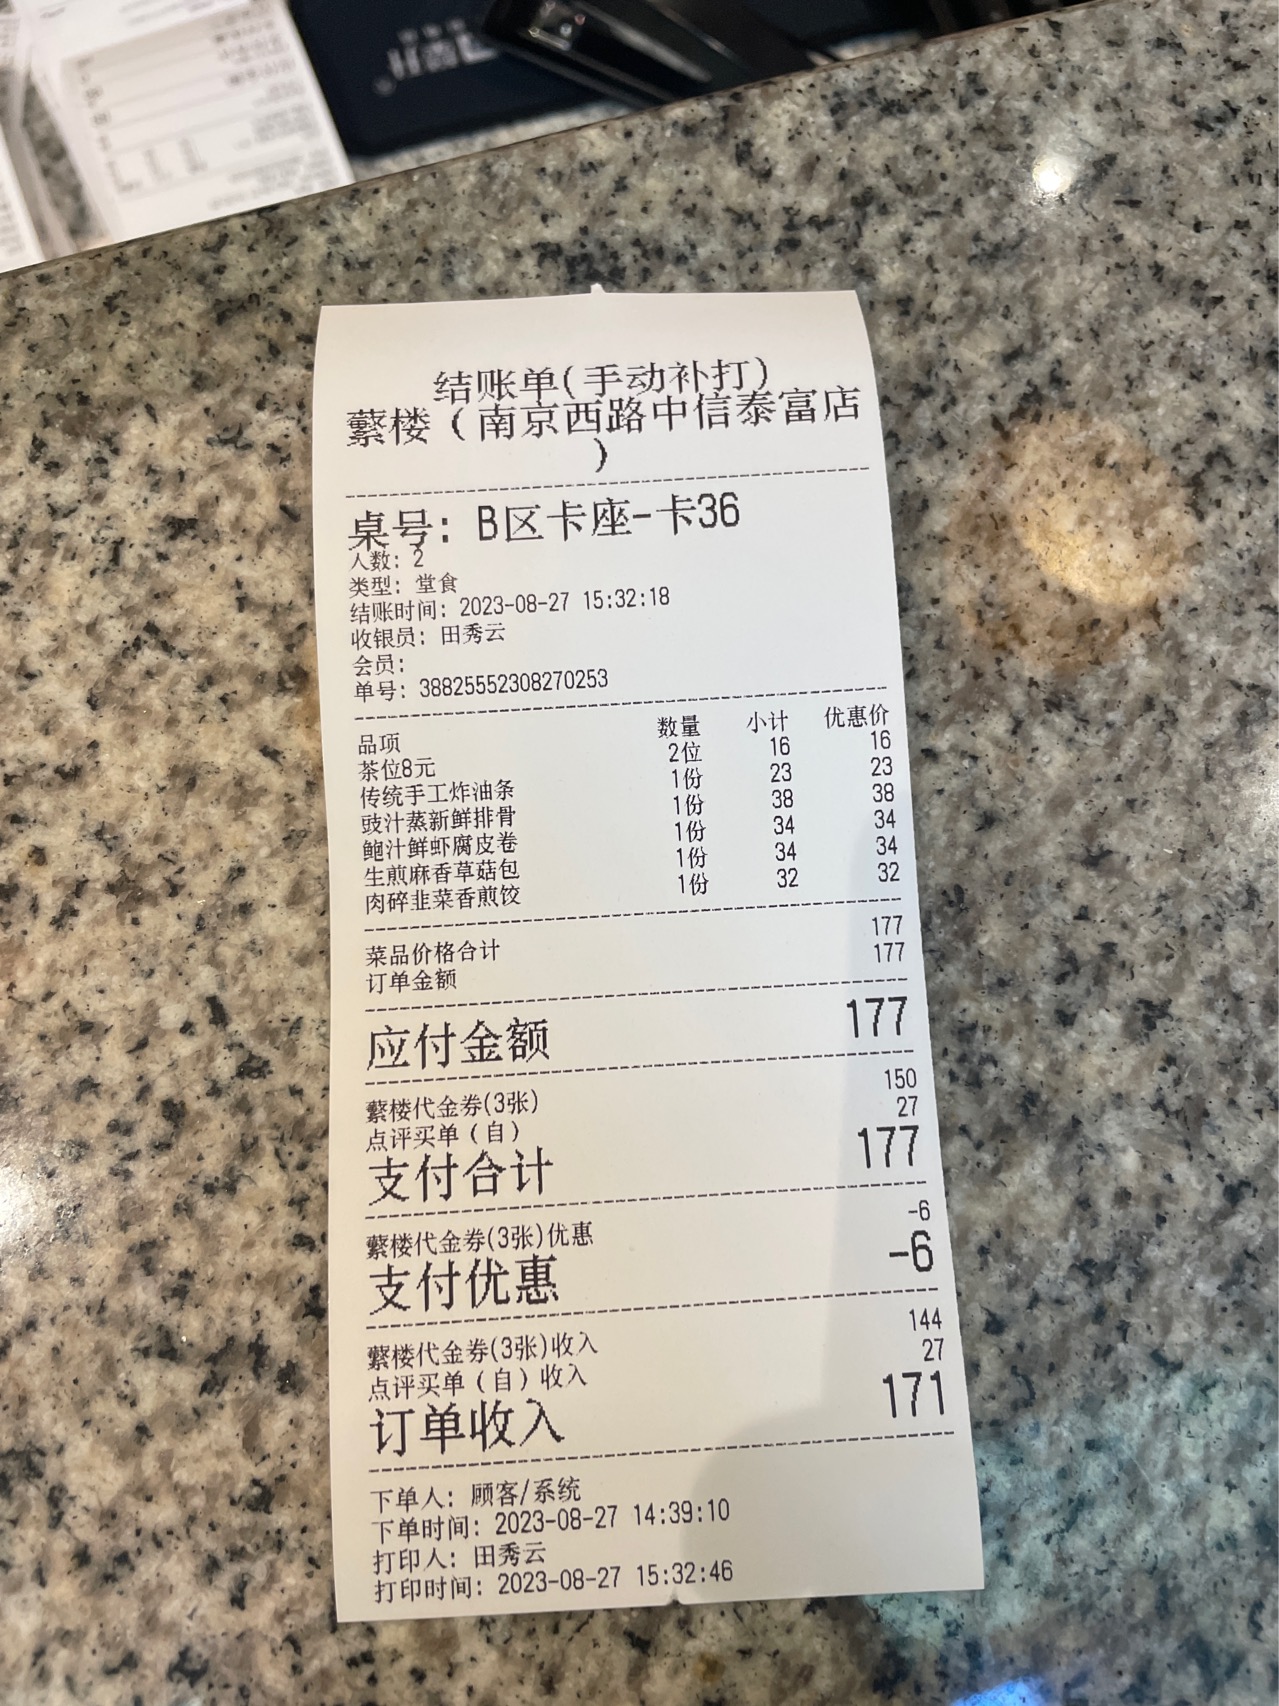 结账单(手动补打)
蘩楼（南京西路中信泰富店
）
桌号: B区卡座-卡36
人数: 2
类型: 堂食
结账时间: 2023-08-27 15:32:18
收银员: 田秀云
会员:
单号: 388255552308270253
品项 数量 小计 优惠价
茶位8元 2位 16 16
传统手工炸油条 1份 23 23
豉汁蒸新鲜排骨 1份 38 38
鲍汁鲜虾腐皮卷 1份 34 34
生煎麻香草菇包 1份 34 34
肉碎韭菜香煎饺 1份 32 32
菜品价格合计 177
订单金额 177
应付金额 177
蘩楼代金券(3张) 150
点评买单（自） 27
支付合计 177
蘩楼代金券(3张)优惠 -6
支付优惠 -6
蘩楼代金券(3张)收入 144
点评买单（自）收入 27
订单收入 171
下单人: 顾客/系统
下单时间: 2023-08-27 14:39:10
打印人: 田秀云
打印时间: 2023-08-27 15:32:46